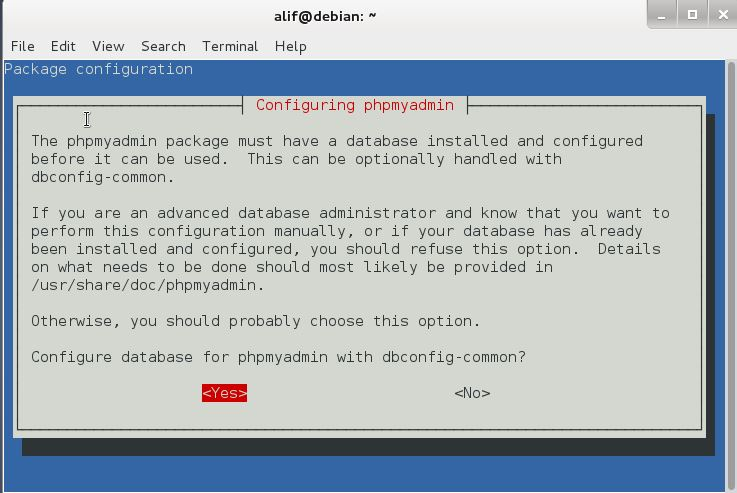 alif@debian: ~
File Edit View Search Terminal Help
Package configuration
Configuring phpmyadmin
The phpmyadmin package must have a database installed and configured
before it can be used.  This can be optionally handled with
dbconfig-common.
If you are an advanced database administrator and know that you want to
perform this configuration manually, or if your database has already
been installed and configured, you should refuse this option.  Details
on what needs to be done should most likely be provided in
/usr/share/doc/phpmyadmin.
Otherwise, you should probably choose this option.
Configure database for phpmyadmin with dbconfig-common?
<Yes> <No>